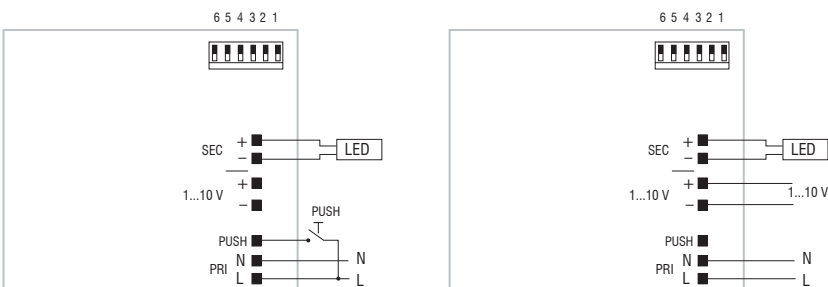 6 5 4 3 2 1
SEC + LED
−
1...10 V +
−
PUSH
PUSH
PRI N N
L L
6 5 4 3 2 1
SEC + LED
−
1...10 V + 1...10 V
−
PUSH
PRI N N
L L